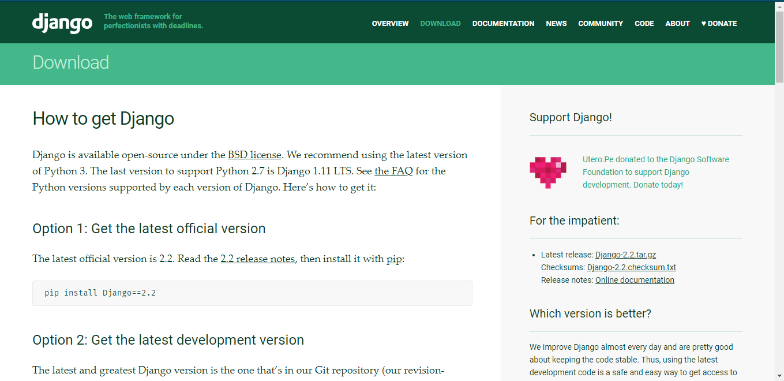 django
The web framework for
perfectionists with deadlines.
OVERVIEW DOWNLOAD DOCUMENTATION NEWS COMMUNITY CODE ABOUT ♥ DONATE
Download
How to get Django
Django is available open-source under the BSD license. We recommend using the latest version
of Python 3. The last version to support Python 2.7 is Django 1.11 LTS. See the FAQ for the
Python versions supported by each version of Django. Here's how to get it:
Option 1: Get the latest official version
The latest official version is 2.2. Read the 2.2 release notes, then install it with pip:
pip install Django==2.2
Option 2: Get the latest development version
The latest and greatest Django version is the one that's in our Git repository (our revision-
Support Django!
Utero.Pe donated to the Django Software
Foundation to support Django
development. Donate today!
For the impatient:
• Latest release: Django-2.2.tar.gz
Checksums: Django-2.2.checksum.txt
Release notes: Online documentation
Which version is better?
We improve Django almost every day and are pretty good
about keeping the code stable. Thus, using the latest
development code is a safe and easy way to get access to